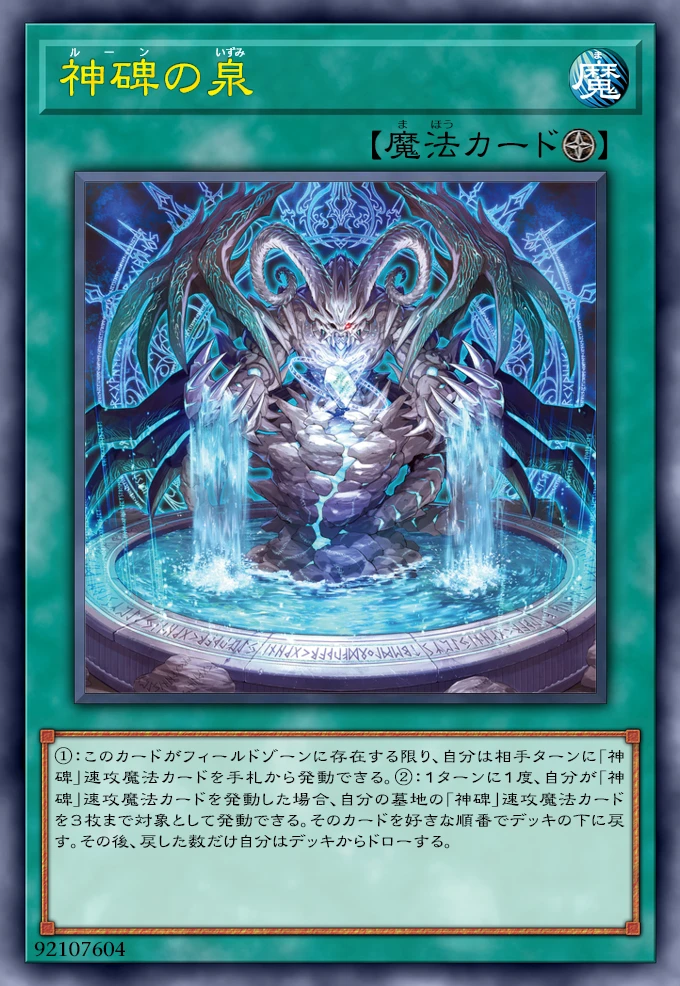 ルーン いずみ
神碑の泉
ま
魔
ま ほう
【魔法カード】
①:このカードがフィールドゾーンに存在する限り、自分は相手ターンに「神
碑」速攻魔法カードを手札から発動できる。②:1ターンに1度、自分が「神
碑」速攻魔法カードを発動した場合、自分の墓地の「神碑」速攻魔法カード
を3枚まで対象として発動できる。そのカードを好きな順番でデッキの下に戻
す。その後、戻した数だけ自分はデッキからドローする。
92107604